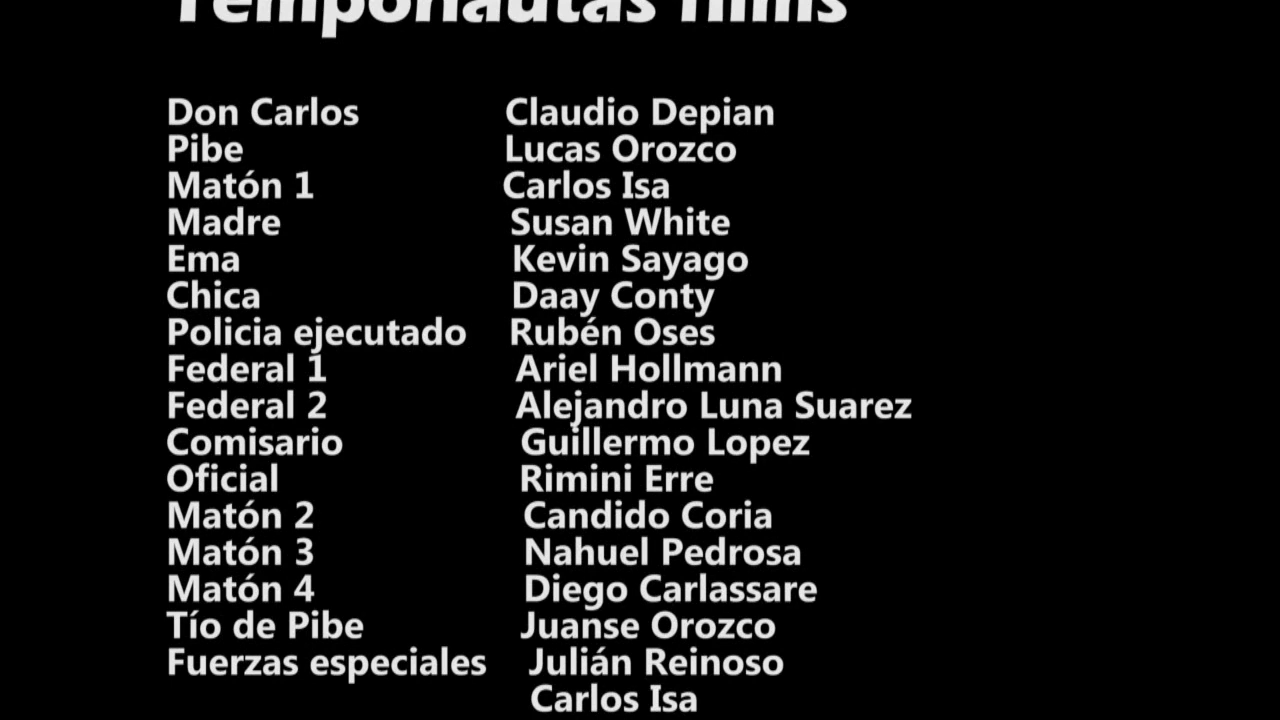 Temponautas films
Don Carlos Claudio Depian
Pibe Lucas Orozco
Matón 1 Carlos Isa
Madre Susan White
Ema Kevin Sayago
Chica Daay Conty
Policia ejecutado Rubén Oses
Federal 1 Ariel Hollmann
Federal 2 Alejandro Luna Suarez
Comisario Guillermo Lopez
Oficial Rimini Erre
Matón 2 Candido Coria
Matón 3 Nahuel Pedrosa
Matón 4 Diego Carlassare
Tío de Pibe Juanse Orozco
Fuerzas especiales Julián Reinoso
Carlos Isa